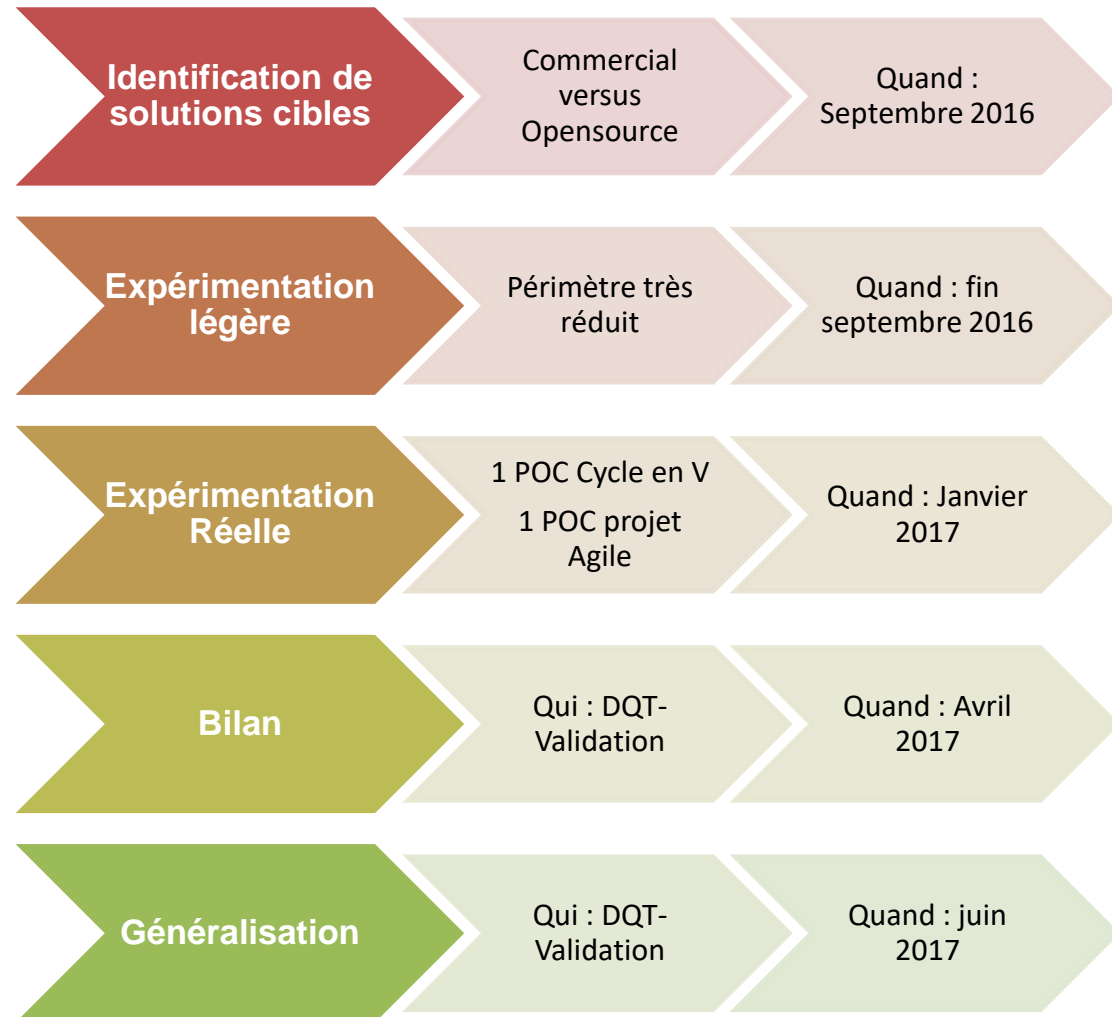 Identification de
solutions cibles
Commercial
versus
Opensource
Quand :
Septembre 2016
Expérimentation
légère
Périmètre très
réduit
Quand : fin
septembre 2016
Expérimentation
Réelle
1 POC Cycle en V
1 POC projet
Agile
Quand : Janvier
2017
Bilan
Qui : DQT-
Validation
Quand : Avril
2017
Généralisation
Qui : DQT-
Validation
Quand : juin
2017